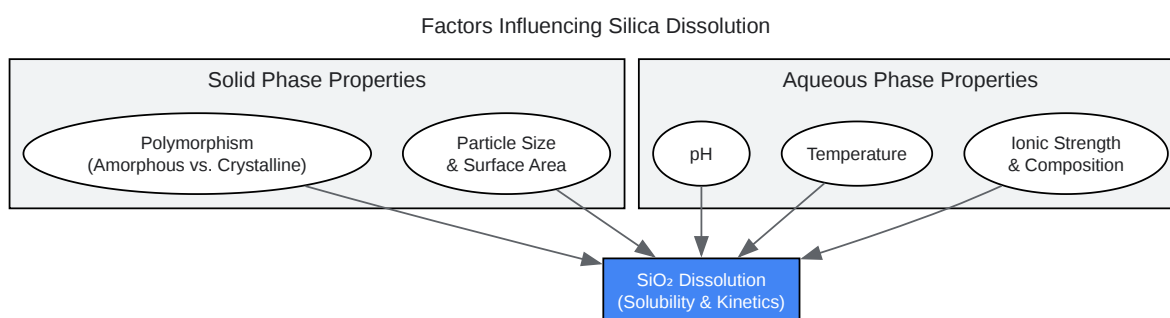 Factors Influencing Silica Dissolution
Solid Phase Properties
Polymorphism
(Amorphous vs. Crystalline)
Particle Size
& Surface Area
Aqueous Phase Properties
pH
Temperature
Ionic Strength
& Composition
SiO₂ Dissolution
(Solubility & Kinetics)